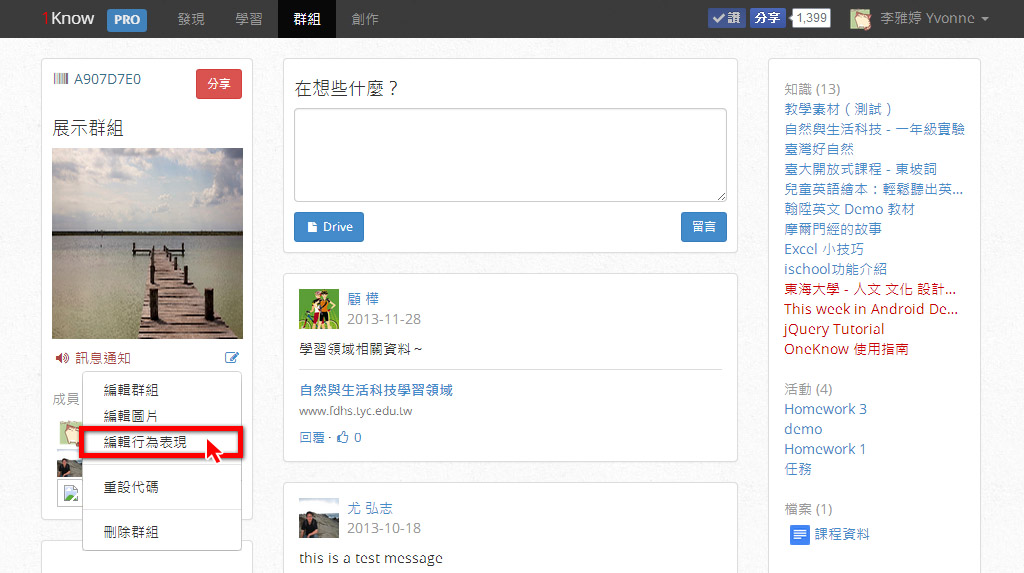 1Know PRO 發現 學習 群組 創作 讚 分享 1,399 李雅婷 Yvonne
A907D7E0 分享
展示群組
訊息通知
成員
編輯群組
編輯圖片
編輯行為表現
重設代碼
刪除群組
在想些什麼？
Drive 留言
顧 樺
2013-11-28
學習領域相關資料～
自然與生活科技學習領域
www.fdhs.tyc.edu.tw
回覆 · 0
尤 弘志
2013-10-18
this is a test message
知識 (13)
教學素材 ( 測試 )
自然與生活科技 - 一年級實驗
臺灣好自然
臺大開放式課程 - 東坡詞
兒童英語繪本：輕鬆聽出英...
翰陞英文 Demo 教材
摩爾門經的故事
Excel 小技巧
ischool功能介紹
東海大學 - 人文 文化 設計...
This week in Android De...
jQuery Tutorial
OneKnow 使用指南
活動 (4)
Homework 3
demo
Homework 1
任務
檔案 (1)
課程資料